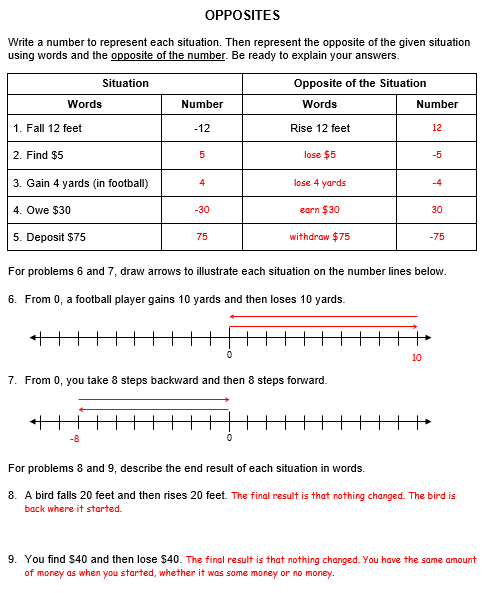 OPPOSITES
Write a number to represent each situation. Then represent the opposite of the given situation
using words and the opposite of the number. Be ready to explain your answers.
Situation Opposite of the Situation
Words Number Words Number
1. Fall 12 feet -12 Rise 12 feet 12
2. Find $5 5 lose $5 -5
3. Gain 4 yards (in football) 4 lose 4 yards -4
4. Owe $30 -30 earn $30 30
5. Deposit $75 75 withdraw $75 -75
For problems 6 and 7, draw arrows to illustrate each situation on the number lines below.
6. From 0, a football player gains 10 yards and then loses 10 yards.
0 10
7. From 0, you take 8 steps backward and then 8 steps forward.
-8 0
For problems 8 and 9, describe the end result of each situation in words.
8. A bird falls 20 feet and then rises 20 feet. The final result is that nothing changed. The bird is
back where it started.
9. You find $40 and then lose $40. The final result is that nothing changed. You have the same amount
of money as when you started, whether it was some money or no money.